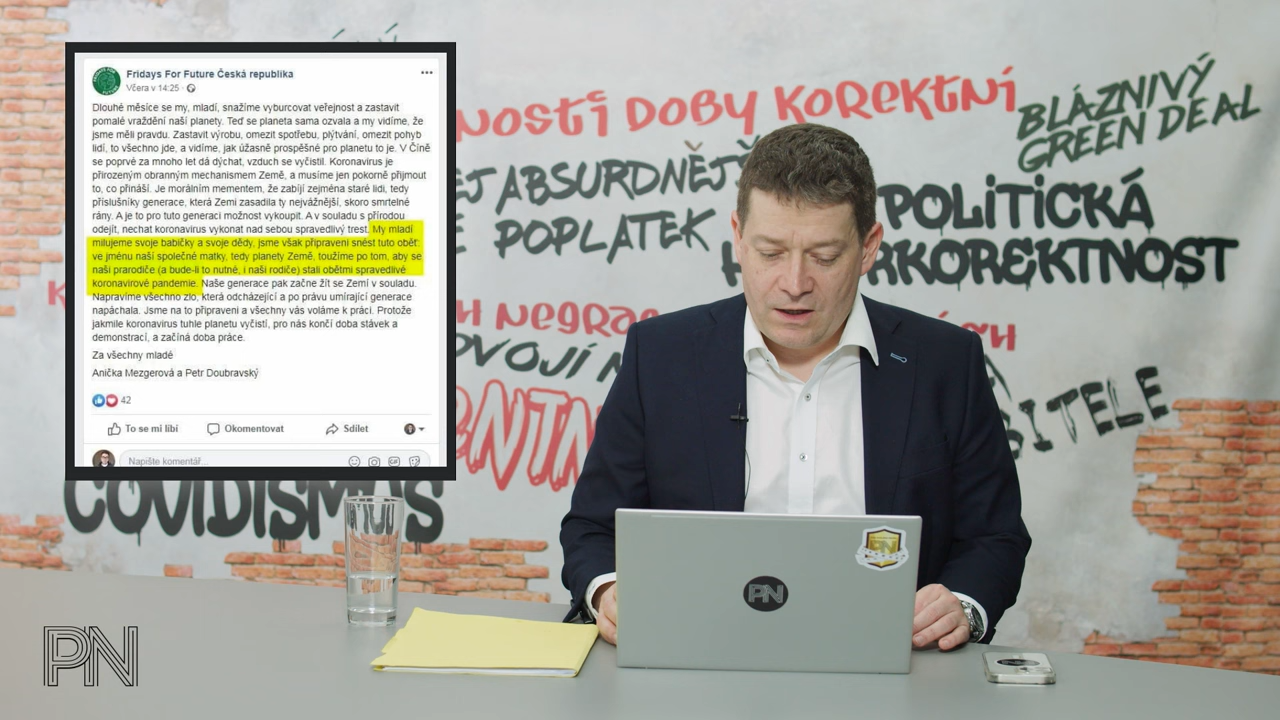 Fridays For Future Česká republika
Včera v 14:25
Dlouhé měsíce se my, mladí, snažíme vyburcovat veřejnost a zastavit
pomalé vraždění naší planety. Teď se planeta sama ozvala a my vidíme, že
jsme měli pravdu. Zastavit výrobu, omezit spotřebu, plýtvání, omezit pohyb
lidí, to všechno jde, a vidíme, jak úžasně prospěšné pro planetu to je. V Číně
se poprvé za mnoho let dá dýchat, vzduch se vyčistil. Koronavirus je
přirozeným obranným mechanismem Země, a musíme jen pokorně přijmout
to, co přináší. Je morálním mementem, že zabíjí zejména staré lidi, tedy
příslušníky generace, která Zemi zasadila ty nejvážnější, skoro smrtelné
rány. A je to pro tuto generaci možnost vykoupit. A v souladu s přírodou
odejít, nechat koronavirus vykonat nad sebou spravedlivý trest. My mladí
milujeme svoje babičky a svoje dědy, jsme však připraveni snést tuto oběť:
ve jménu naší společné matky, tedy planety Země, toužíme po tom, aby se
naši prarodiče (a bude-li to nutné, i naši rodiče) stali obětmi spravedlivé
koronavirové pandemie. Naše generace pak začne žít se Zemí v souladu.
Napravíme všechno zlo, která odcházející a po právu umírající generace
napáchala. Jsme na to připraveni a všechny vás voláme k práci. Protože
jakmile koronavirus tuhle planetu vyčistí, pro nás končí doba stávek a
demonstrací, a začíná doba práce.
Za všechny mladé
Anička Mezgerová a Petr Doubravský
42
To se mi líbí Okomentovat Sdílet
Napište komentář...
GIF
NOSTI DOBY KOREKTNÍ
BLÁZNIVÝ
GREEN DEAL
EJ ABSURDNĚJŠ
POPLATEK
POLITICKÁ
H RKOREKTNOST
H NEGRA
OVOJÍ
ENTN
SITELE
COVIDISMUS
PN
PN
PN